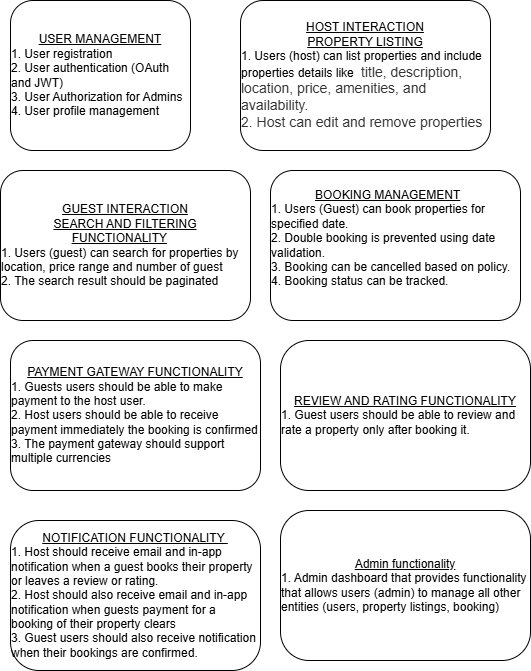 USER MANAGEMENT
1. User registration
2. User authentication (OAuth
and JWT)
3. User Authorization for Admins
4. User profile management
HOST INTERACTION
PROPERTY LISTING
1. Users (host) can list properties and include
properties details like title, description,
location, price, amenities, and
availability.
2. Host can edit and remove properties
GUEST INTERACTION
SEARCH AND FILTERING
FUNCTIONALITY
1. Users (guest) can search for properties by
location, price range and number of guest
2. The search result should be paginated
BOOKING MANAGEMENT
1. Users (Guest) can book properties for
specified date.
2. Double booking is prevented using date
validation.
3. Booking can be cancelled based on policy.
4. Booking status can be tracked.
PAYMENT GATEWAY FUNCTIONALITY
1. Guests users should be able to make
payment to the host user.
2. Host users should be able to receive
payment immediately the booking is confirmed
3. The payment gateway should support
multiple currencies
REVIEW AND RATING FUNCTIONALITY
1. Guest users should be able to review and
rate a property only after booking it.
NOTIFICATION FUNCTIONALITY
1. Host should receive email and in-app
notification when a guest books their property
or leaves a review or rating.
2. Host should also receive email and in-app
notification when guests payment for a
booking of their property clears
3. Guest users should also receive notification
when their bookings are confirmed.
Admin functionality
1. Admin dashboard that provides functionality
that allows users (admin) to manage all other
entities (users, property listings, booking)